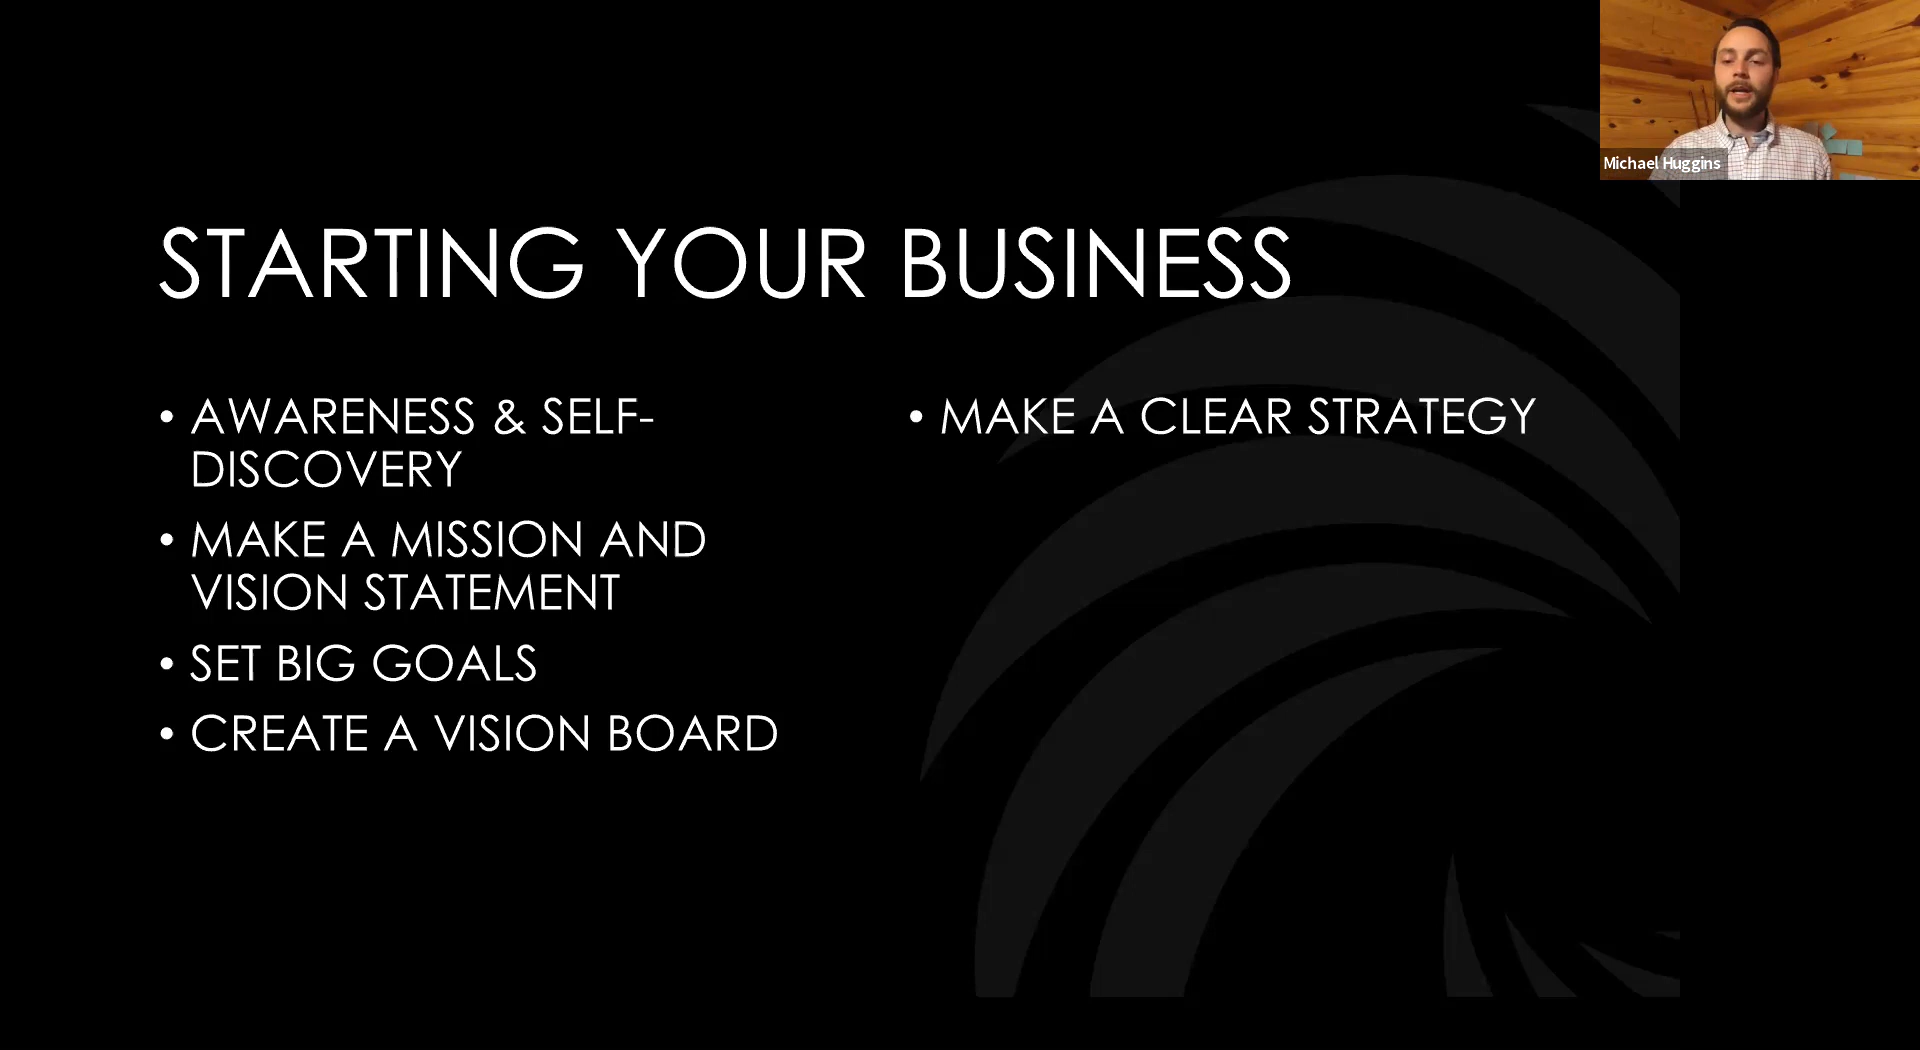 Michael Huggins
STARTING YOUR BUSINESS
• AWARENESS & SELF-
DISCOVERY
• MAKE A MISSION AND
VISION STATEMENT
• SET BIG GOALS
• CREATE A VISION BOARD
• MAKE A CLEAR STRATEGY